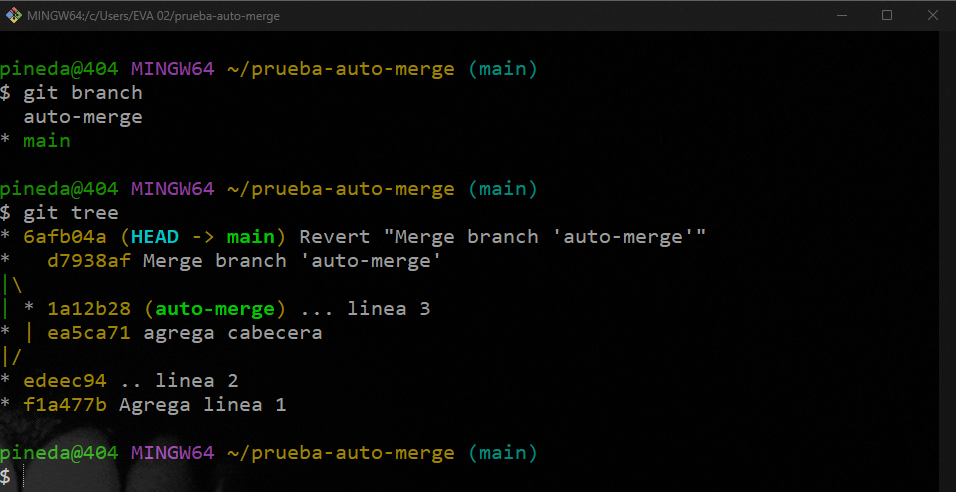 MINGW64:/c/Users/EVA 02/prueba-auto-merge
pineda@404 MINGW64 ~/prueba-auto-merge (main)
$ git branch
  auto-merge
* main
pineda@404 MINGW64 ~/prueba-auto-merge (main)
$ git tree
* 6afb04a (HEAD -> main) Revert "Merge branch 'auto-merge'"
*   d7938af Merge branch 'auto-merge'
|\
| * 1a12b28 (auto-merge) ... linea 3
* | ea5ca71 agrega cabecera
|/
* edeec94 .. linea 2
* f1a477b Agrega linea 1
pineda@404 MINGW64 ~/prueba-auto-merge (main)
$